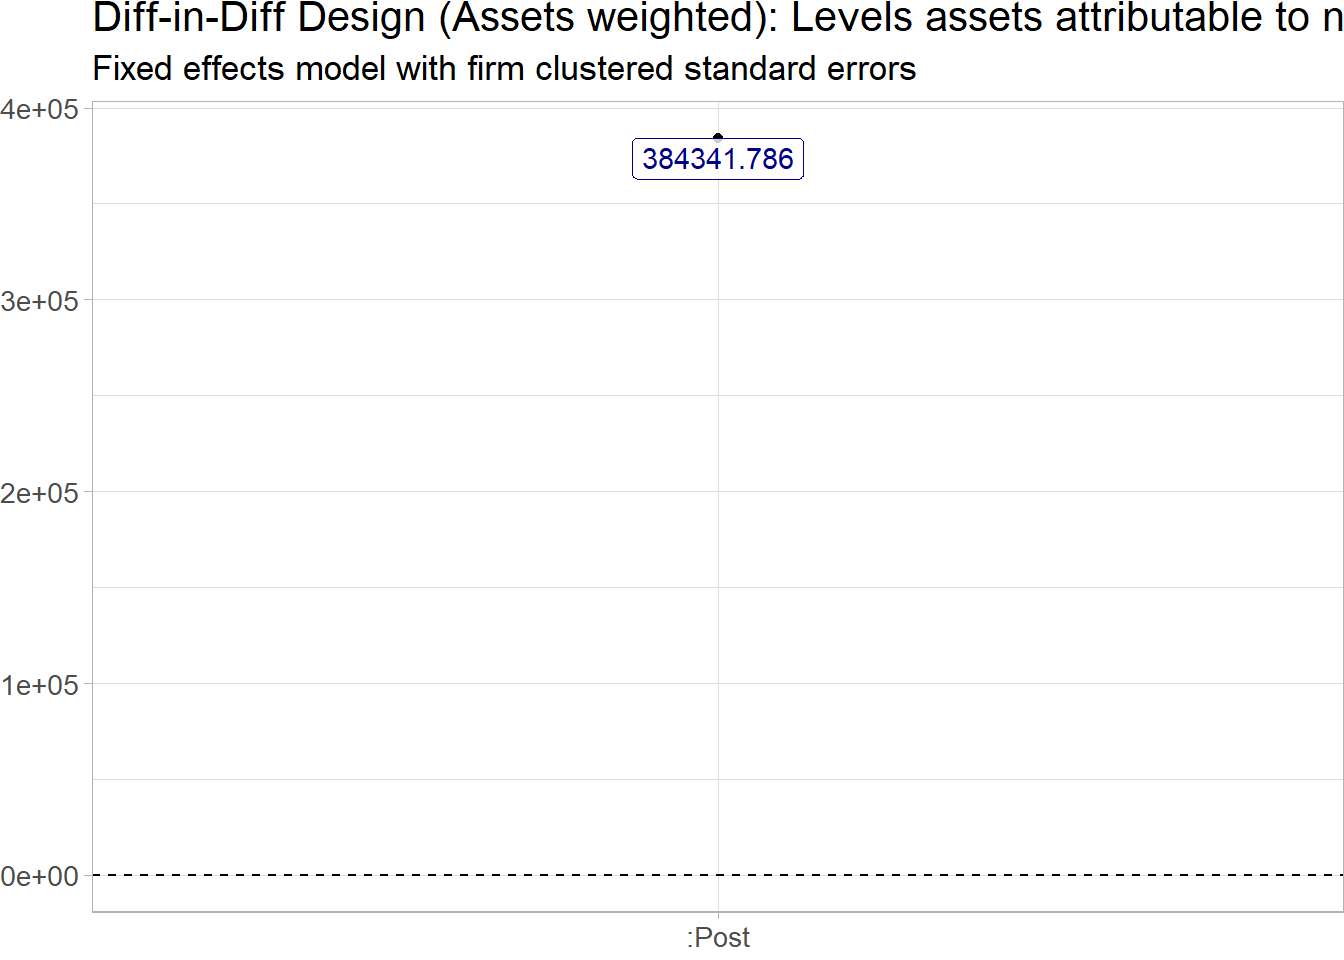 Diff-in-Diff Design (Assets weighted): Levels assets attributable to n
Fixed effects model with firm clustered standard errors
4e+05
384341.786
3e+05
2e+05
1e+05
0e+00
:Post